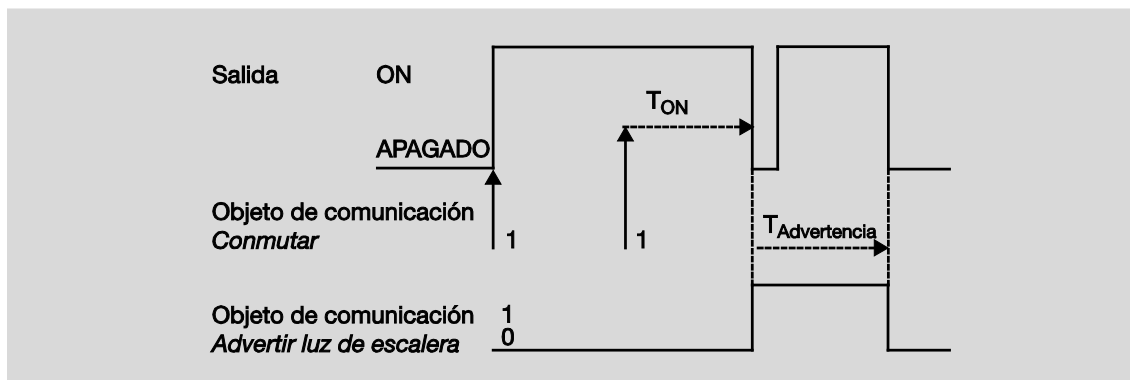 Salida ON
T_ON
APAGADO
Objeto de comunicación
Conmutar 1 1
T_Advertencia
Objeto de comunicación 1
Advertir luz de escalera 0